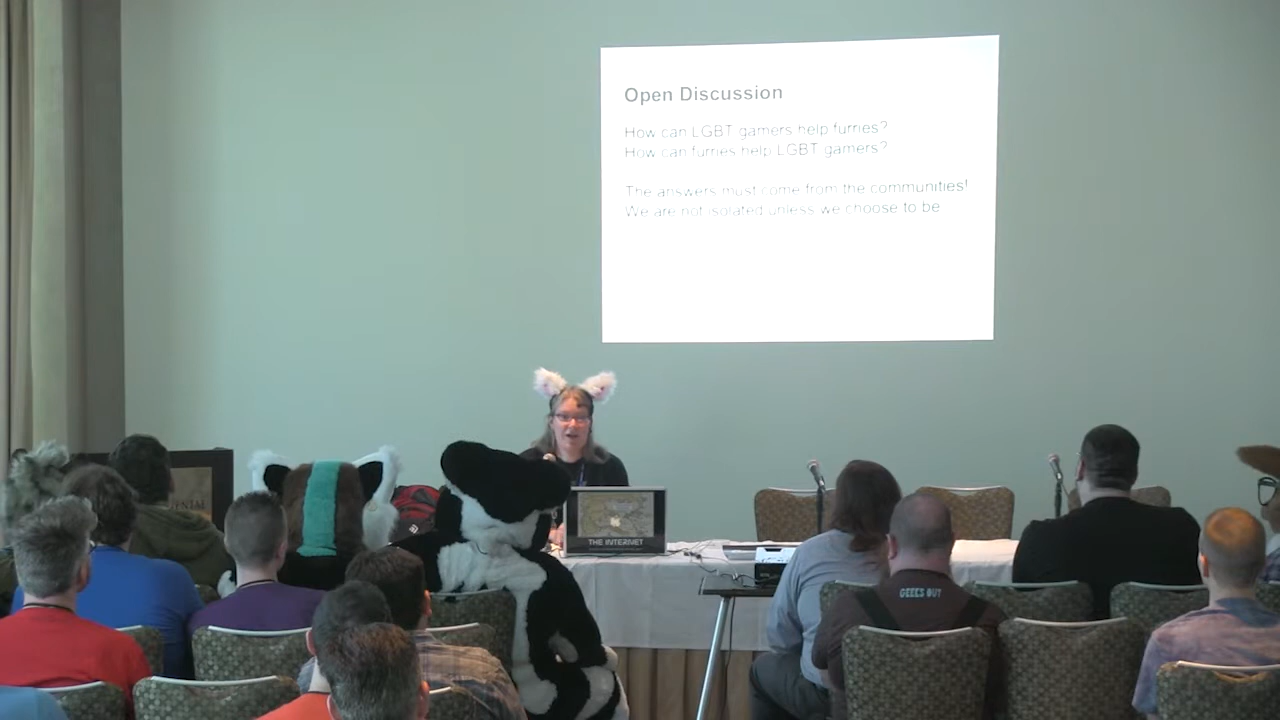 Open Discussion
How can LGBT gamers help furries?
How can furries help LGBT gamers?
The answers must come from the communities!
We are not isolated unless we choose to be
ENTAL
THE INTERNET
GEEKS OUT